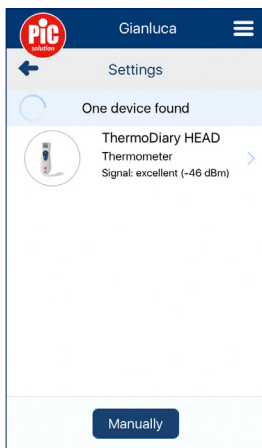 PiC
solution
Gianluca
Settings
One device found
ThermoDiary HEAD
Thermometer
Signal: excellent (-46 dBm)
Manually